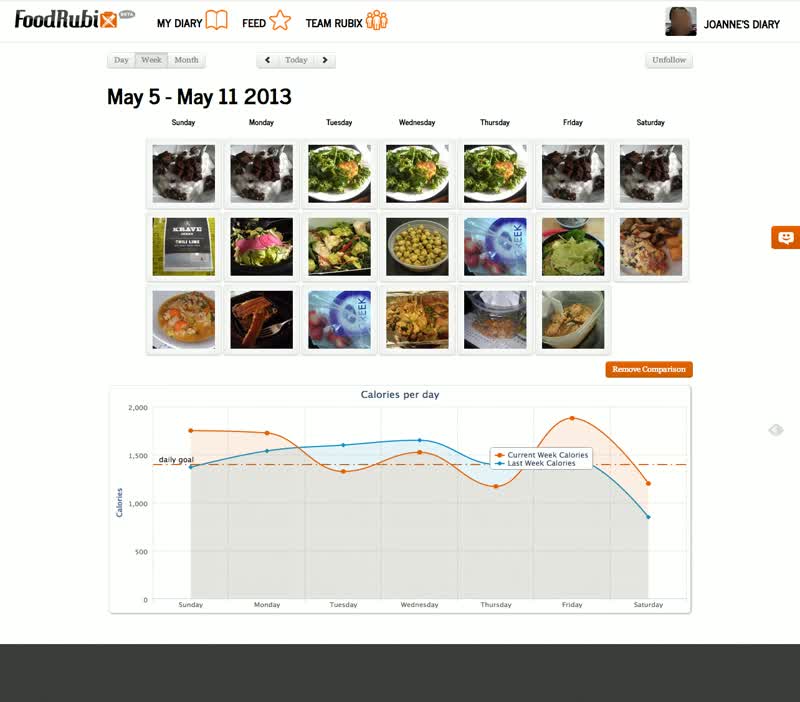 FoodRubix BETA
MY DIARY FEED TEAM RUBIX JOANNE'S DIARY
Day Week Month Today Unfollow
May 5 - May 11 2013
Sunday Monday Tuesday Wednesday Thursday Friday Saturday
KRAVE
CHILI LIME
Remove Comparison
Calories per day
2,000
1,500
1,000
500
0
Calories
daily goal
Current Week Calories
Last Week Calories
Sunday Monday Tuesday Wednesday Thursday Friday Saturday